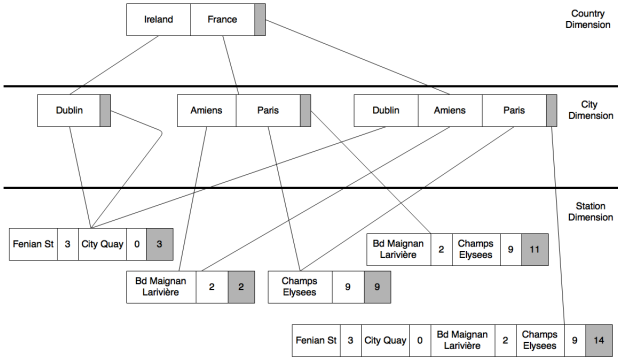 Ireland France
Country
Dimension
Dublin Amiens Paris Dublin Amiens Paris
City
Dimension
Station
Dimension
Fenian St 3 City Quay 0 3
Bd Maignan
Larivière 2 Champs
Elysees 9 11
Bd Maignan
Larivière 2 2
Champs
Elysees 9 9
Fenian St 3 City Quay 0 Bd Maignan
Larivière 2 Champs
Elysees 9 14